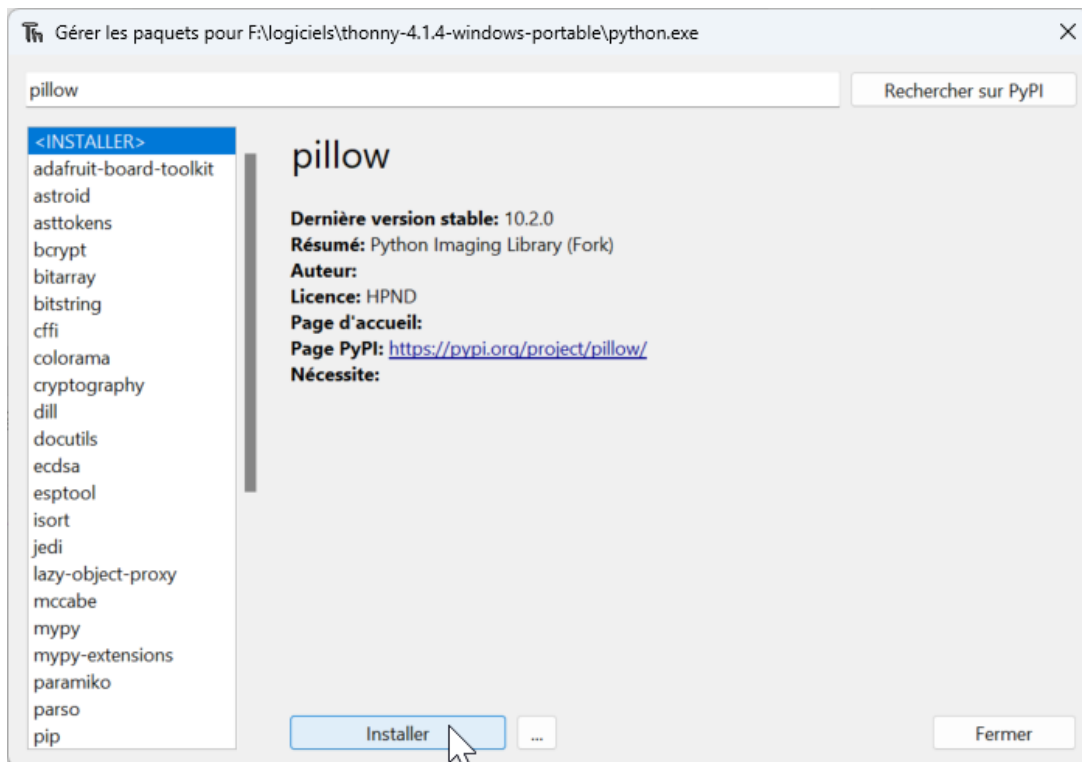 Th Gérer les paquets pour F:\logiciels\thonny-4.1.4-windows-portable\python.exe
pillow
Rechercher sur PyPI
<INSTALLER>
adafruit-board-toolkit
astroid
asttokens
bcrypt
bitarray
bitstring
cffi
colorama
cryptography
dill
docutils
ecdsa
esptool
isort
jedi
lazy-object-proxy
mccabe
mypy
mypy-extensions
paramiko
parso
pip
pillow
Dernière version stable: 10.2.0
Résumé: Python Imaging Library (Fork)
Auteur:
Licence: HPND
Page d'accueil:
Page PyPI: https://pypi.org/project/pillow/
Nécessite:
Installer
...
Fermer